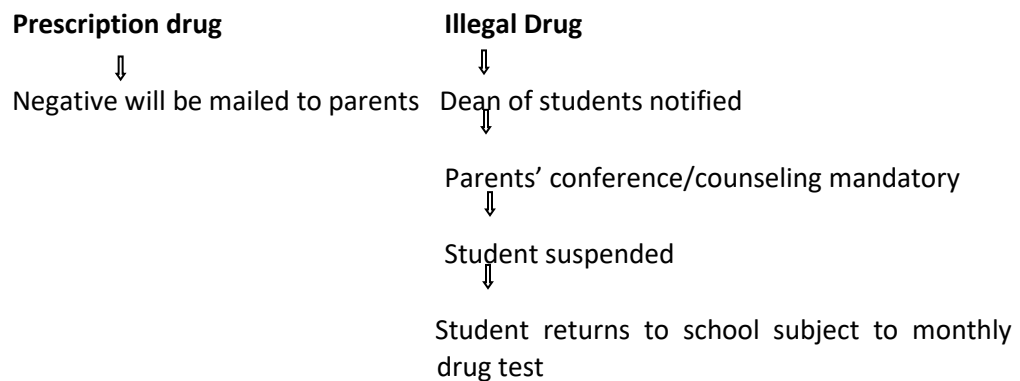 Prescription drug Illegal Drug
Negative will be mailed to parents Dean of students notified
Parents’ conference/counseling mandatory
Student suspended
Student returns to school subject to monthly
drug test